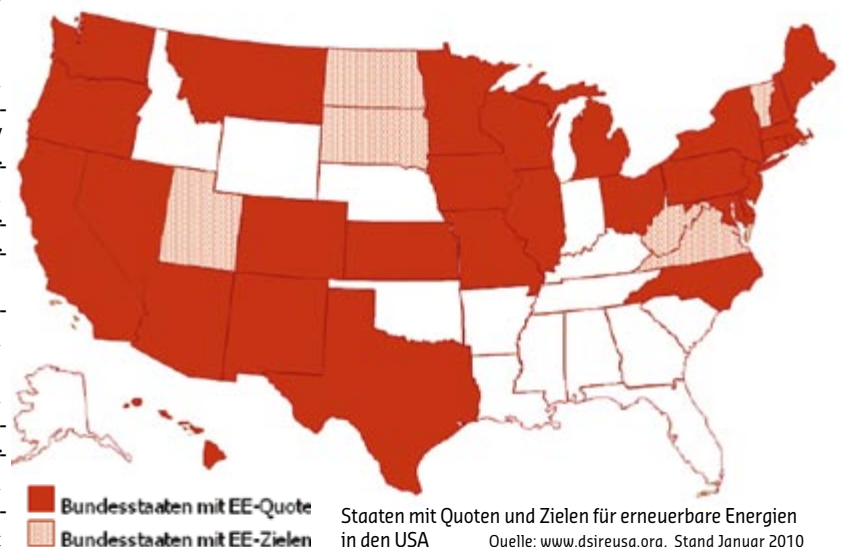 Bundesstaaten mit EE-Quote
Bundesstaaten mit EE-Zielen
Staaten mit Quoten und Zielen für erneuerbare Energien
in den USA
Quelle: www.dsireusa.org, Stand Januar 2010